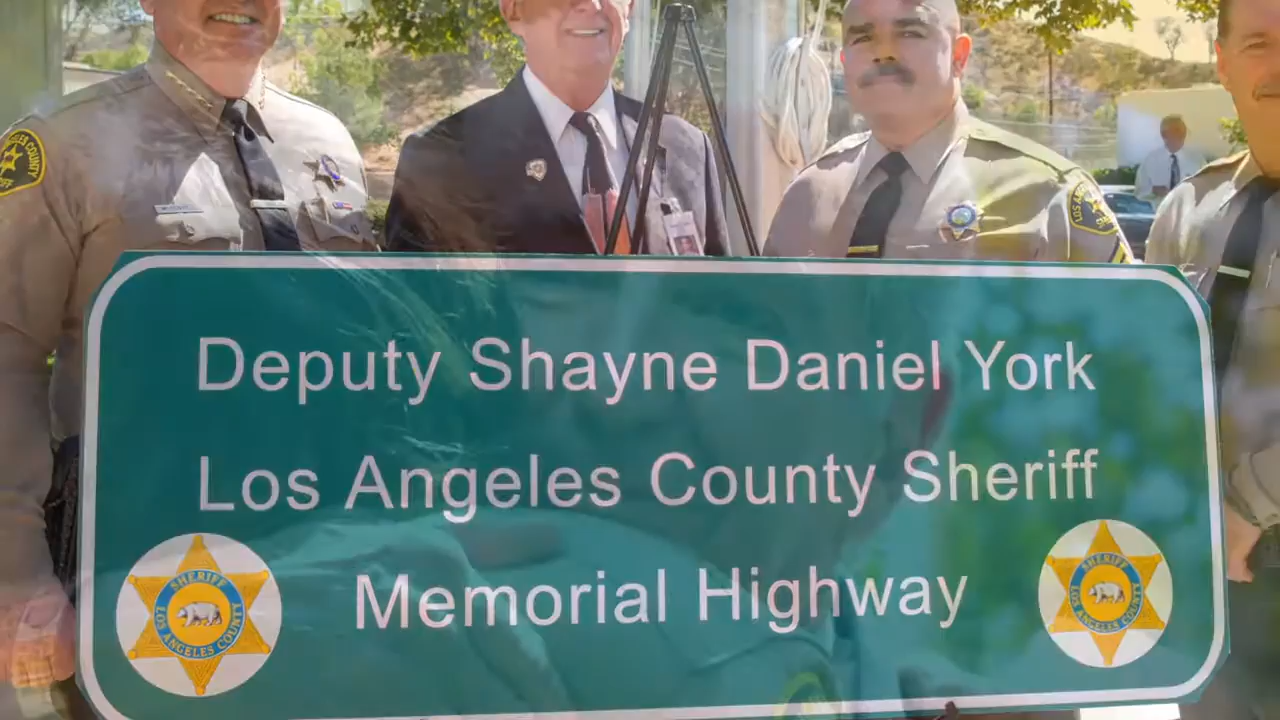 Deputy Shayne Daniel York
Los Angeles County Sheriff
Memorial Highway
SHERIFF
LOS ANGELES COUNTY
SHERIFF
LOS ANGELES COUNTY